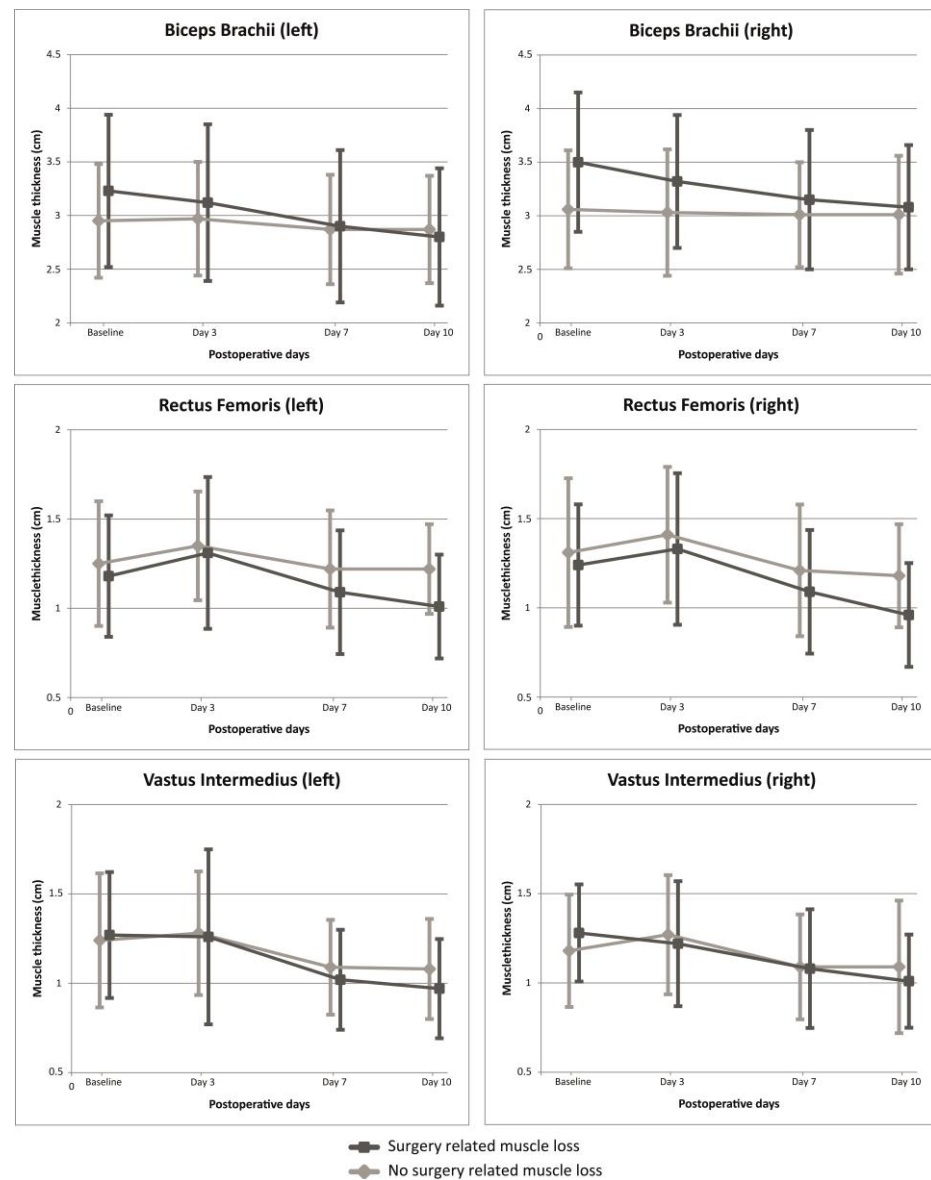 Biceps Brachii (left)
4.5
4
3.5
3
2.5
2
Muscle thickness (cm)
Baseline Day 3 Day 7 Day 10
Postoperative days
Biceps Brachii (right)
4.5
4
3.5
3
2.5
2
0
Muscle thickness (cm)
Baseline Day 3 Day 7 Day 10
Postoperative days
Rectus Femoris (left)
2
1.5
1
0.5
0
Musclethickness (cm)
Baseline Day 3 Day 7 Day 10
Postoperative days
Rectus Femoris (right)
2
1.5
1
0.5
0
Musclethickness (cm)
Baseline Day 3 Day 7 Day 10
Postoperative days
Vastus Intermedius (left)
2
1.5
1
0.5
0
Muscle thickness (cm)
Baseline Day 3 Day 7 Day 10
Postoperative days
Vastus Intermedius (right)
2
1.5
1
0.5
0
Musclethickness (cm)
Baseline Day 3 Day 7 Day 10
Postoperative days
Surgery related muscle loss
No surgery related muscle loss